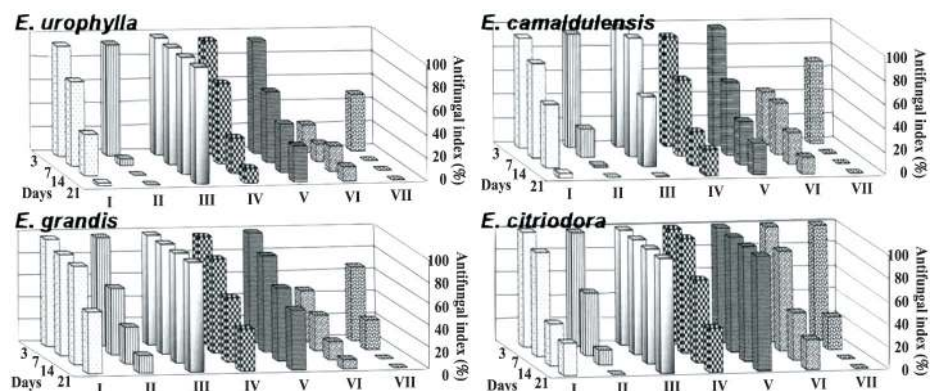 E. urophylla
Antifungal index (%)
100
80
60
40
20
0
3
7
14
21
Days
I
II
III
IV
V
VI
VII
E. camaldulensis
Antifungal index (%)
100
80
60
40
20
0
3
7
14
21
Days
I
II
III
IV
V
VI
VII
E. grandis
Antifungal index (%)
100
80
60
40
20
0
3
7
14
21
Days
I
II
III
IV
V
VI
VII
E. citriodora
Antifungal index (%)
100
80
60
40
20
0
3
7
14
21
Days
I
II
III
IV
V
VI
VII